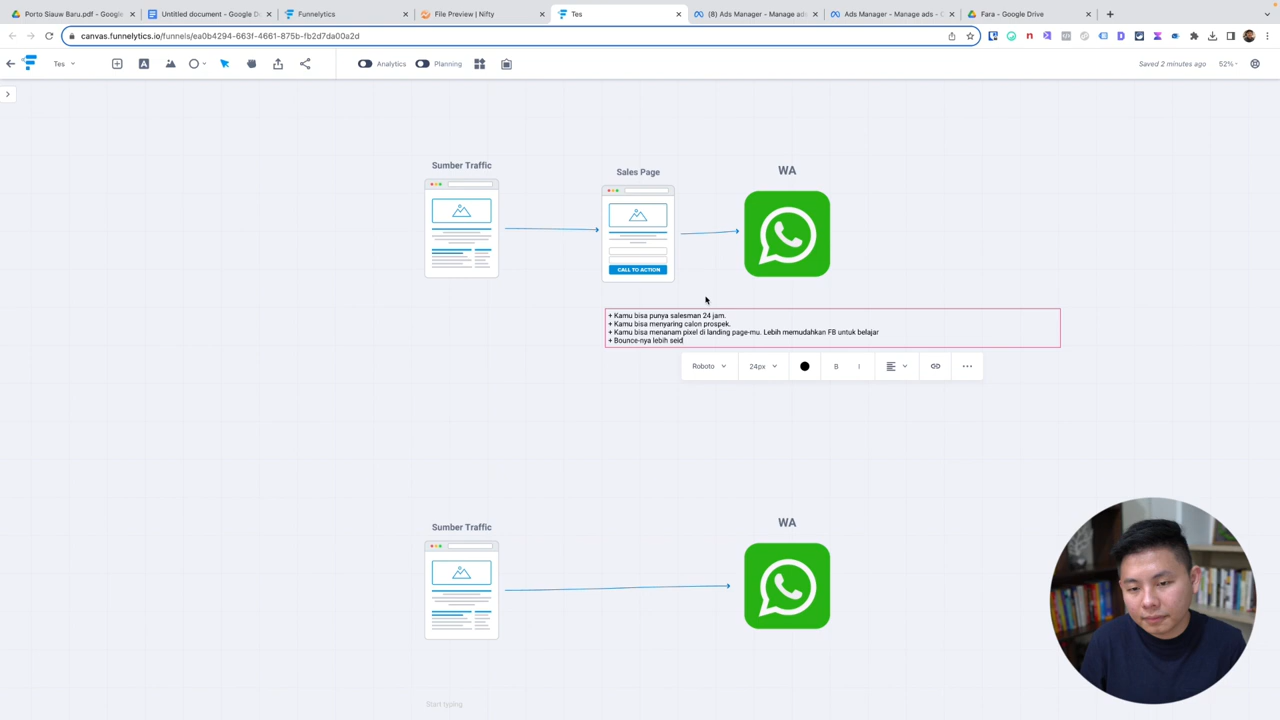 Porto Siauw Baru.pdf - Google
Untitled document - Google D
Funnelytics
File Preview | Nifty
Tes
(8) Ads Manager - Manage ads
Ads Manager - Manage ads -
Fara - Google Drive
canvas.funnelytics.io/funnels/ea0b4294-663f-4661-875b-fb2d7da00a2d
Tes
Analytics
Planning
Saved 2 minutes ago
52%
Sumber Traffic
Sales Page
WA
CALL TO ACTION
+ Kamu bisa punya salesman 24 jam.
+ Kamu bisa menyaring calon prospek.
+ Kamu bisa menanam pixel di landing page-mu. Lebih memudahkan FB untuk belajar
+ Bounce-nya lebih seid
Roboto
24px
B
I
Sumber Traffic
WA
Start typing